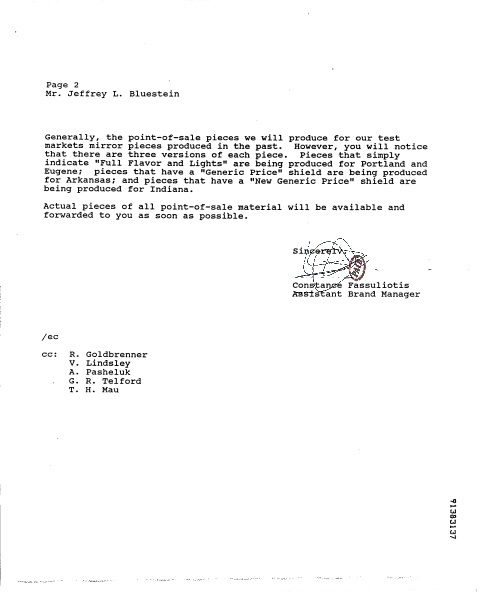 Page 2
Mr. Jeffrey L. Bluestein
Generally, the point-of-sale pieces we will produce for our test
markets mirror pieces produced in the past. However, you will notice
that there are three versions of each piece. Pieces that simply
indicate "Full Flavor and Lights" are being produced for Portland and
Eugene; pieces that have a "Generic Price" shield are being produced
for Arkansas; and pieces that have a "New Generic Price" shield are
being produced for Indiana.
Actual pieces of all point-of-sale material will be available and
forwarded to you as soon as possible.
Sincerely,
Constance Fassuliotis
Assistant Brand Manager
/ec
cc: R. Goldbrenner
V. Lindsley
A. Pasheluk
G. R. Telford
T. H. Mau
91383137